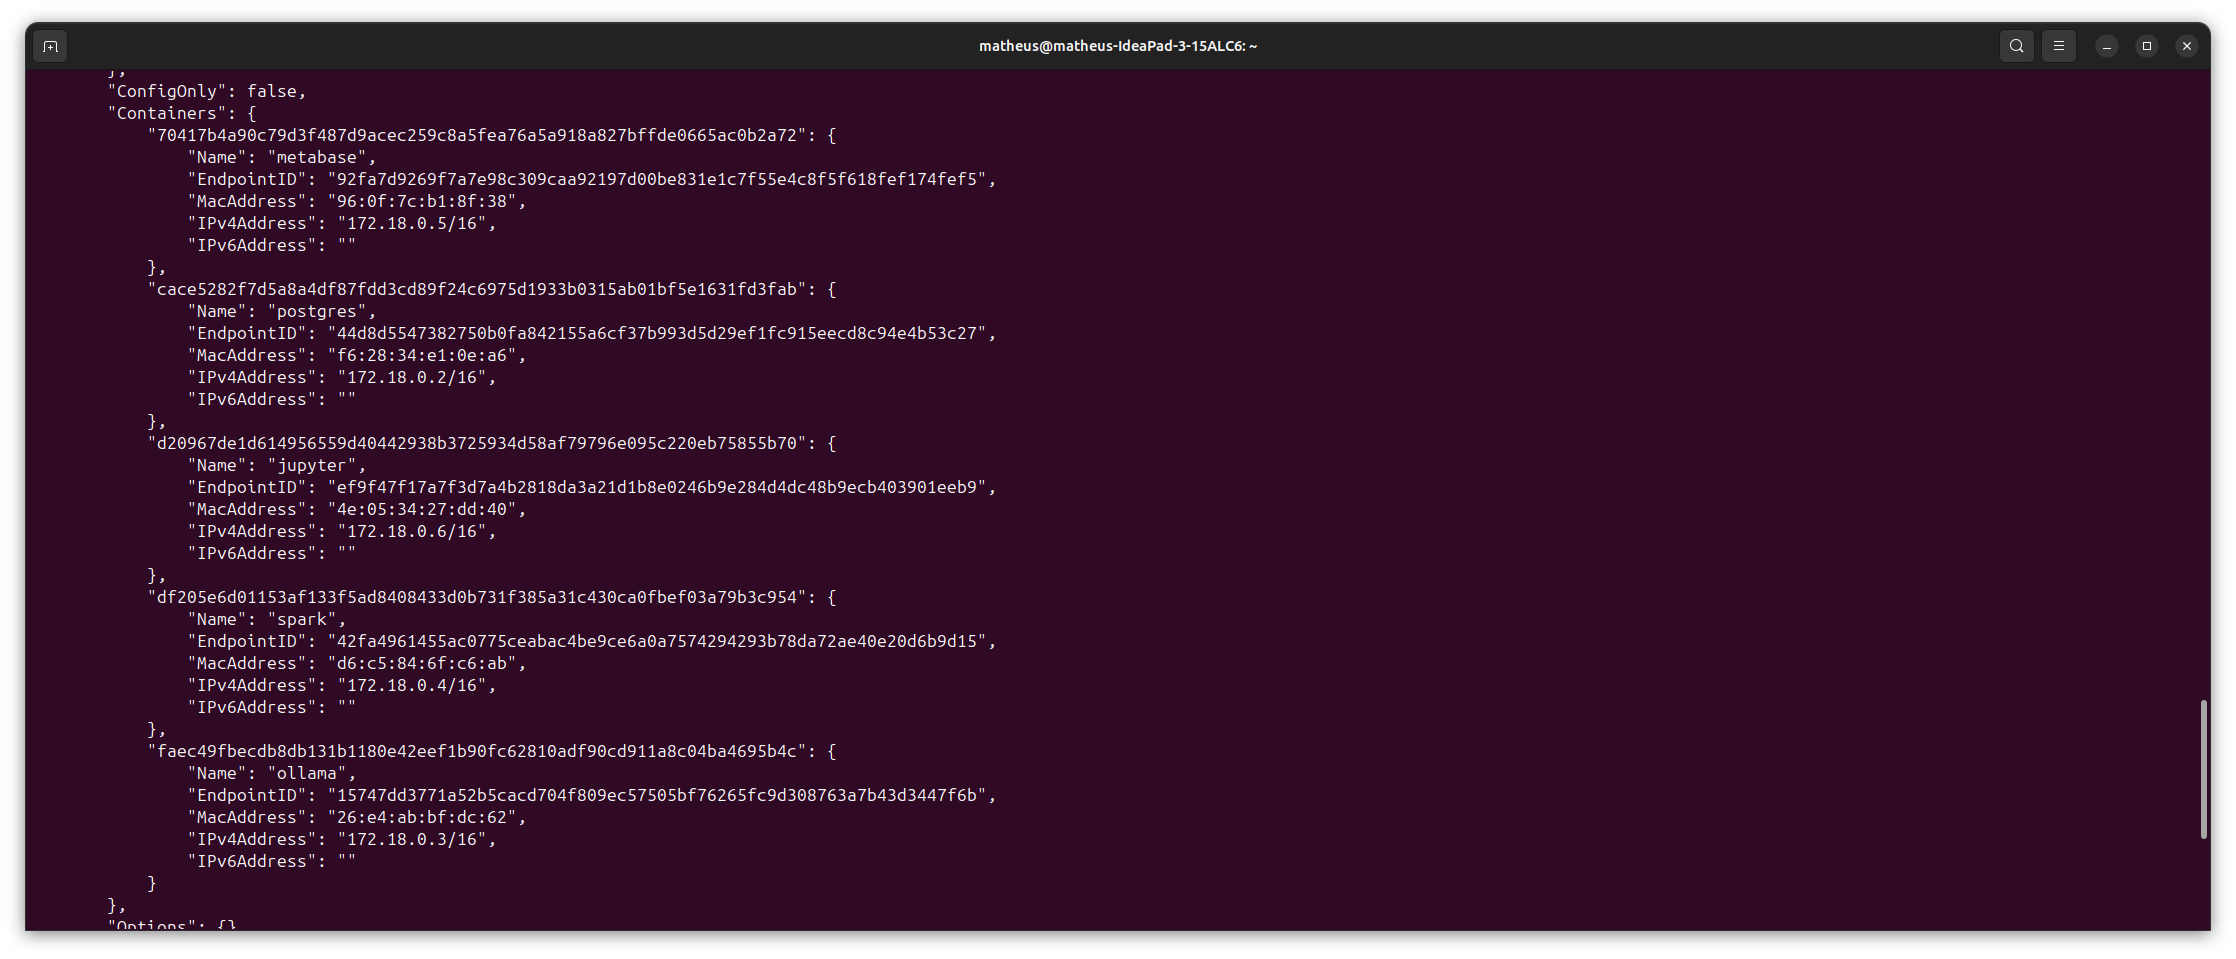 matheus@matheus-IdeaPad-3-15ALC6: ~
},
"ConfigOnly": false,
"Containers": {
"70417b4a90c79d3f487d9acec259c8a5fea76a5a918a827bffde0665ac0b2a72": {
"Name": "metabase",
"EndpointID": "92fa7d9269f7a7e98c309caa92197d00be831e1c7f55e4c8f5f618fef174fef5",
"MacAddress": "96:0f:7c:b1:8f:38",
"IPv4Address": "172.18.0.5/16",
"IPv6Address": ""
},
"cace5282f7d5a8a4df87fdd3cd89f24c6975d1933b0315ab01bf5e1631fd3fab": {
"Name": "postgres",
"EndpointID": "44d8d5547382750b0fa842155a6cf37b993d5d29ef1fc915eecd8c94e4b53c27",
"MacAddress": "f6:28:34:e1:0e:a6",
"IPv4Address": "172.18.0.2/16",
"IPv6Address": ""
},
"d20967de1d614956559d40442938b3725934d58af79796e095c220eb75855b70": {
"Name": "jupyter",
"EndpointID": "ef9f47f17a7f3d7a4b2818da3a21d1b8e0246b9e284d4dc48b9ecb403901eeb9",
"MacAddress": "4e:05:34:27:dd:40",
"IPv4Address": "172.18.0.6/16",
"IPv6Address": ""
},
"df205e6d01153af133f5ad8408433d0b731f385a31c430ca0fbef03a79b3c954": {
"Name": "spark",
"EndpointID": "42fa4961455ac0775ceabac4be9ce6a0a7574294293b78da72ae40e20d6b9d15",
"MacAddress": "d6:c5:84:6f:c6:ab",
"IPv4Address": "172.18.0.4/16",
"IPv6Address": ""
},
"faec49fbecdb8db131b1180e42eef1b90fc62810adf90cd911a8c04ba4695b4c": {
"Name": "ollama",
"EndpointID": "15747dd3771a52b5cacd704f809ec57505bf76265fc9d308763a7b43d3447f6b",
"MacAddress": "26:e4:ab:bf:dc:62",
"IPv4Address": "172.18.0.3/16",
"IPv6Address": ""
}
},
"Options": {}